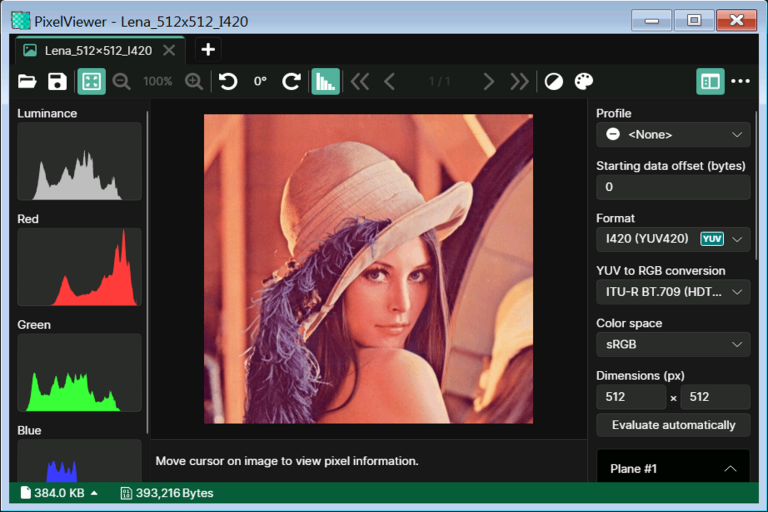 PixelViewer - Lena_512x512_I420
Lena_512×512_I420
100%
0°
1 / 1
Luminance
Red
Green
Blue
Profile
<None>
Starting data offset (bytes)
0
Format
I420 (YUV420) YUV
YUV to RGB conversion
ITU-R BT.709 (HDT...
Color space
sRGB
Dimensions (px)
512 × 512
Evaluate automatically
Plane #1
Move cursor on image to view pixel information.
384.0 KB
393,216 Bytes